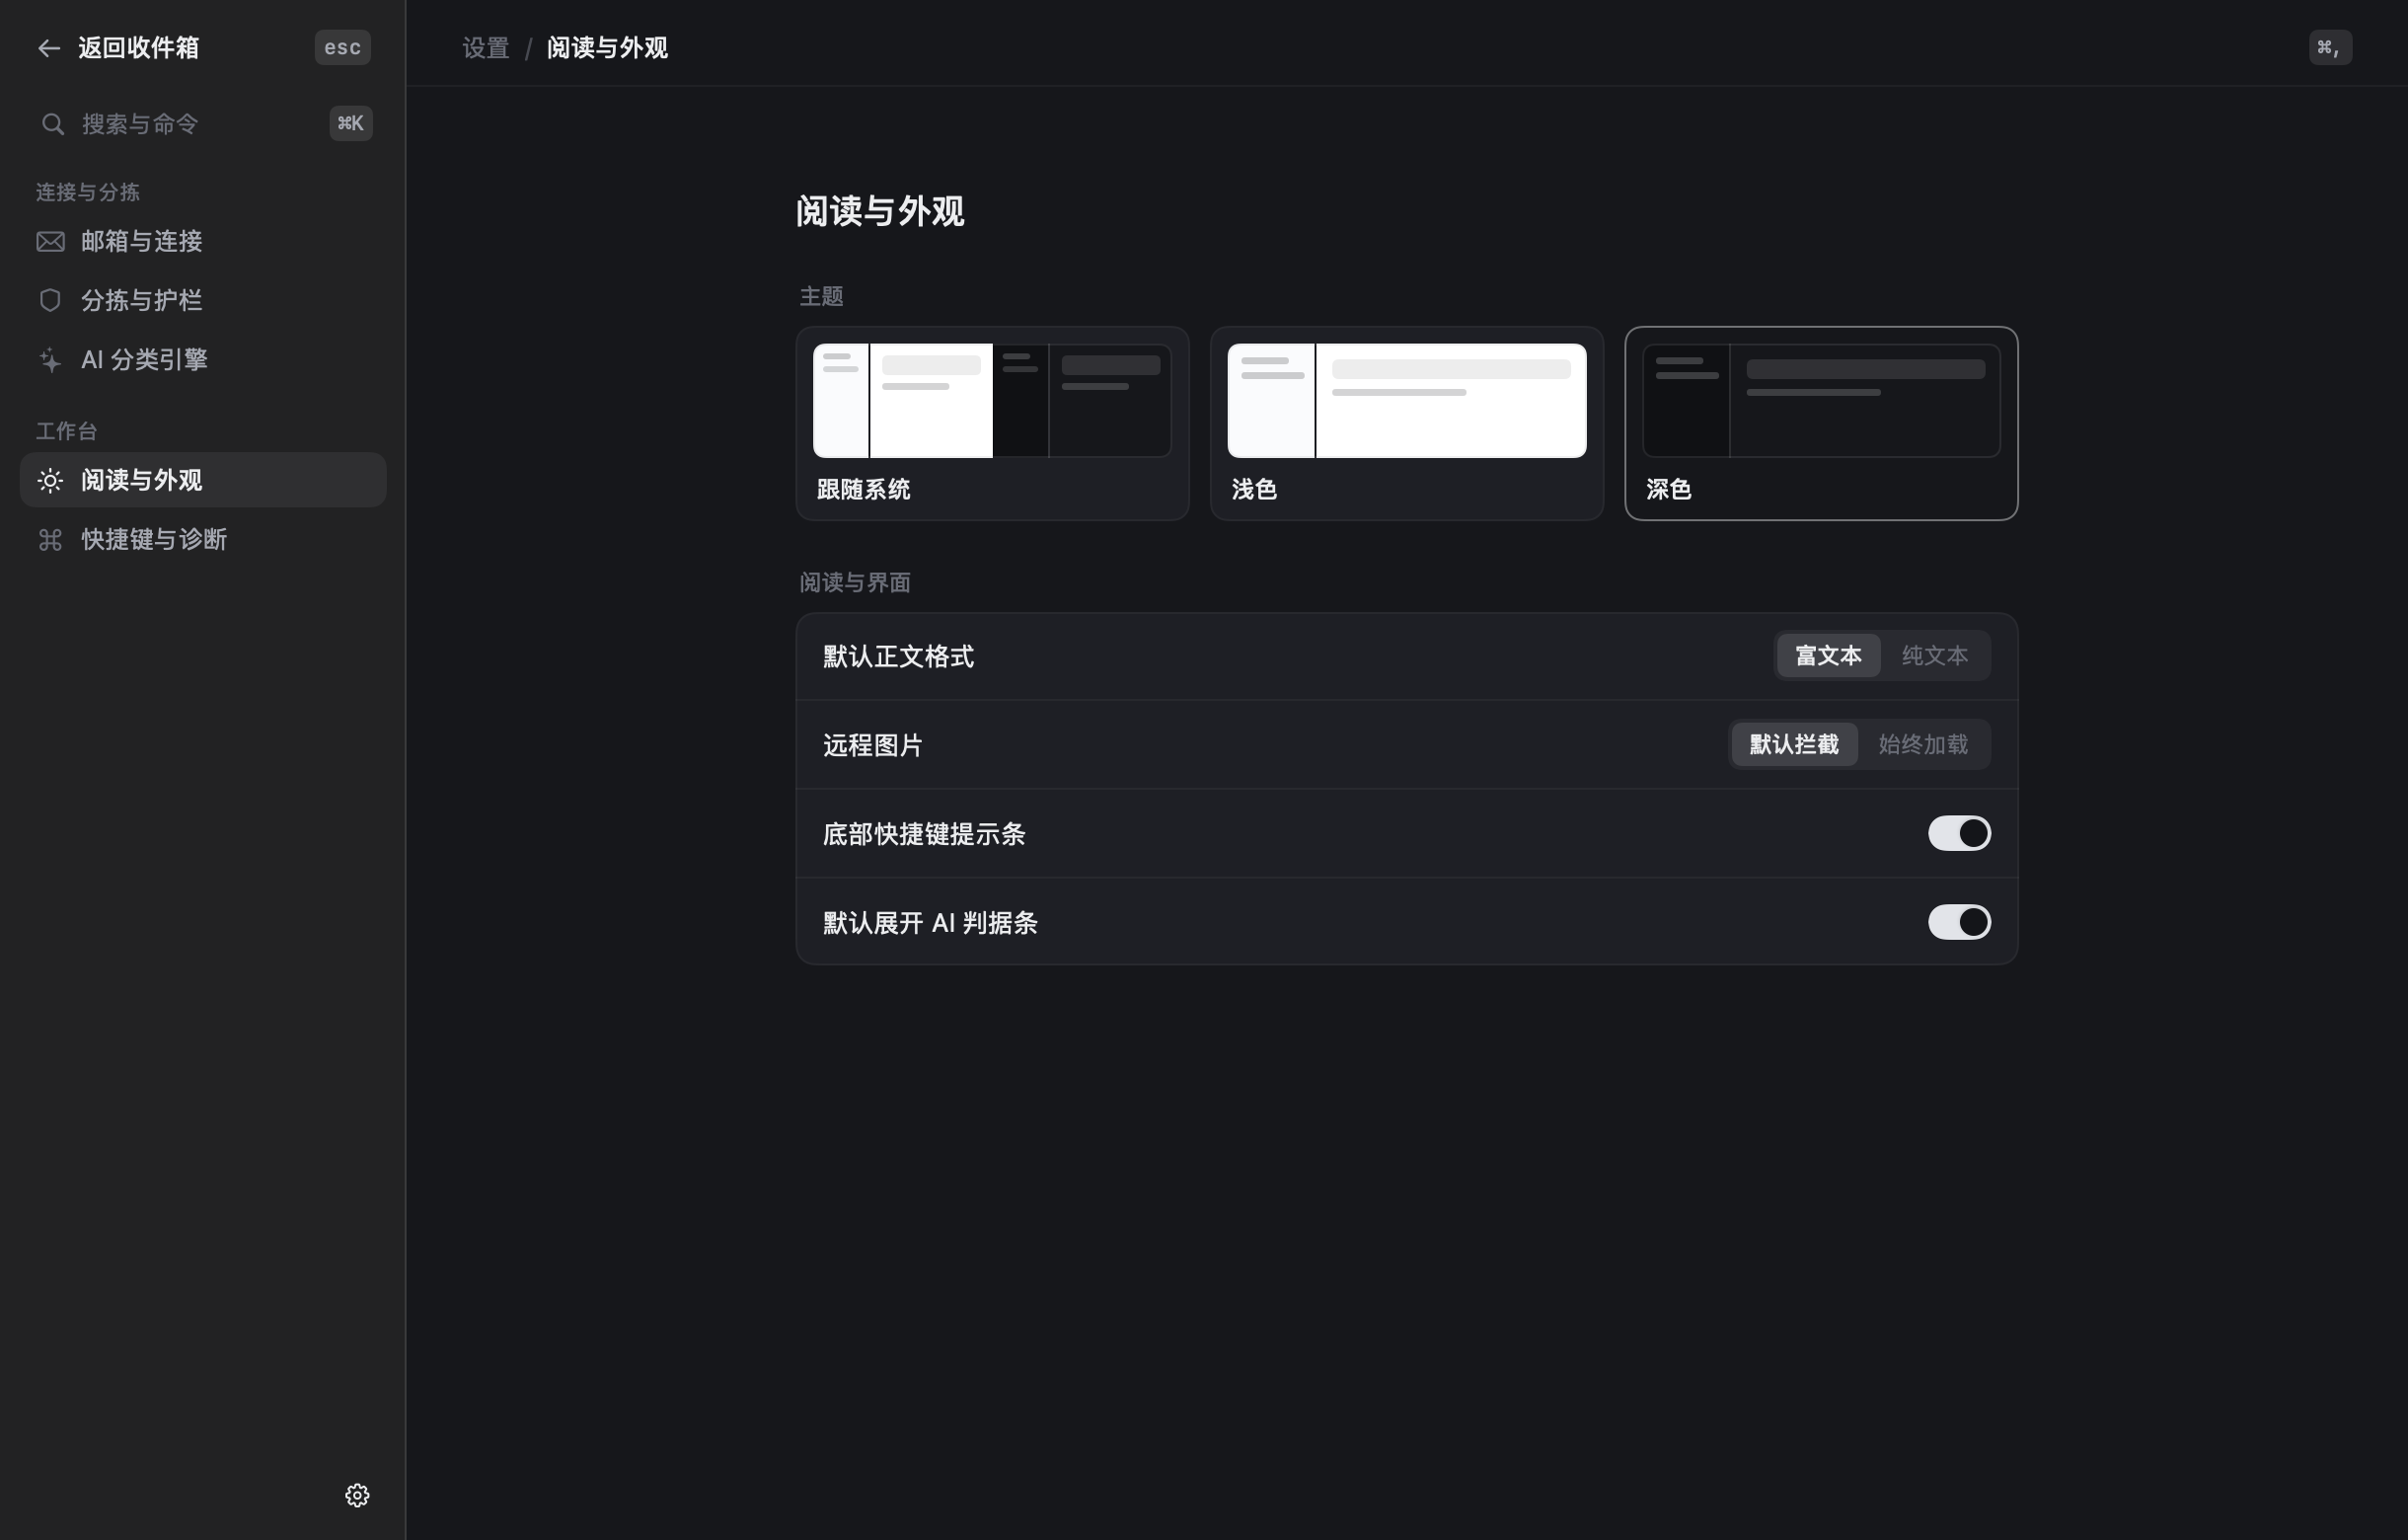 返回收件箱 esc
搜索与命令 ⌘K
连接与分拣
邮箱与连接
分拣与护栏
AI 分类引擎
工作台
阅读与外观
快捷键与诊断
设置 / 阅读与外观 ⌘,
阅读与外观
主题
跟随系统 浅色 深色
阅读与界面
默认正文格式 富文本 纯文本
远程图片 默认拦截 始终加载
底部快捷键提示条
默认展开 AI 判据条